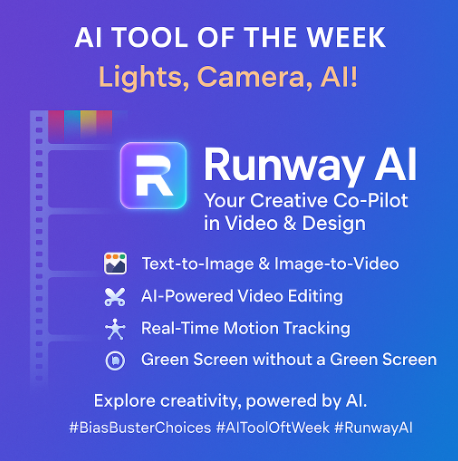 AI TOOL OF THE WEEK
Lights, Camera, AI!
R
Runway AI
Your Creative Co-Pilot
in Video & Design
Text-to-Image & Image-to-Video
AI-Powered Video Editing
Real-Time Motion Tracking
Green Screen without a Green Screen
Explore creativity, powered by AI.
#BiasBusterChoices #AIToolOftWeek #RunwayAI